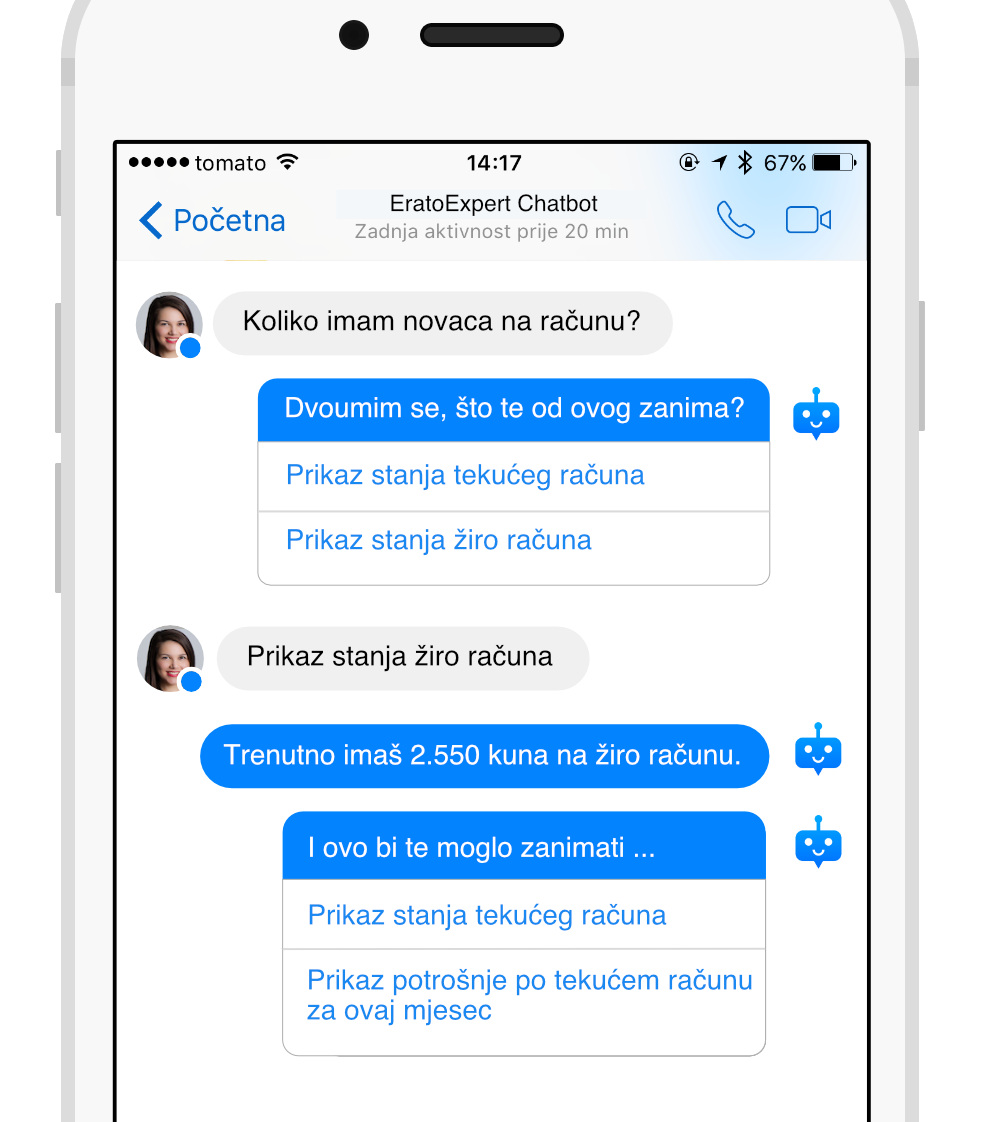 tomato 14:17 67%
Početna
EratoExpert Chatbot
Zadnja aktivnost prije 20 min
Koliko imam novaca na računu?
Dvoumim se, što te od ovog zanima?
Prikaz stanja tekućeg računa
Prikaz stanja žiro računa
Prikaz stanja žiro računa
Trenutno imaš 2.550 kuna na žiro računu.
I ovo bi te moglo zanimati ...
Prikaz stanja tekućeg računa
Prikaz potrošnje po tekućem računu
za ovaj mjesec